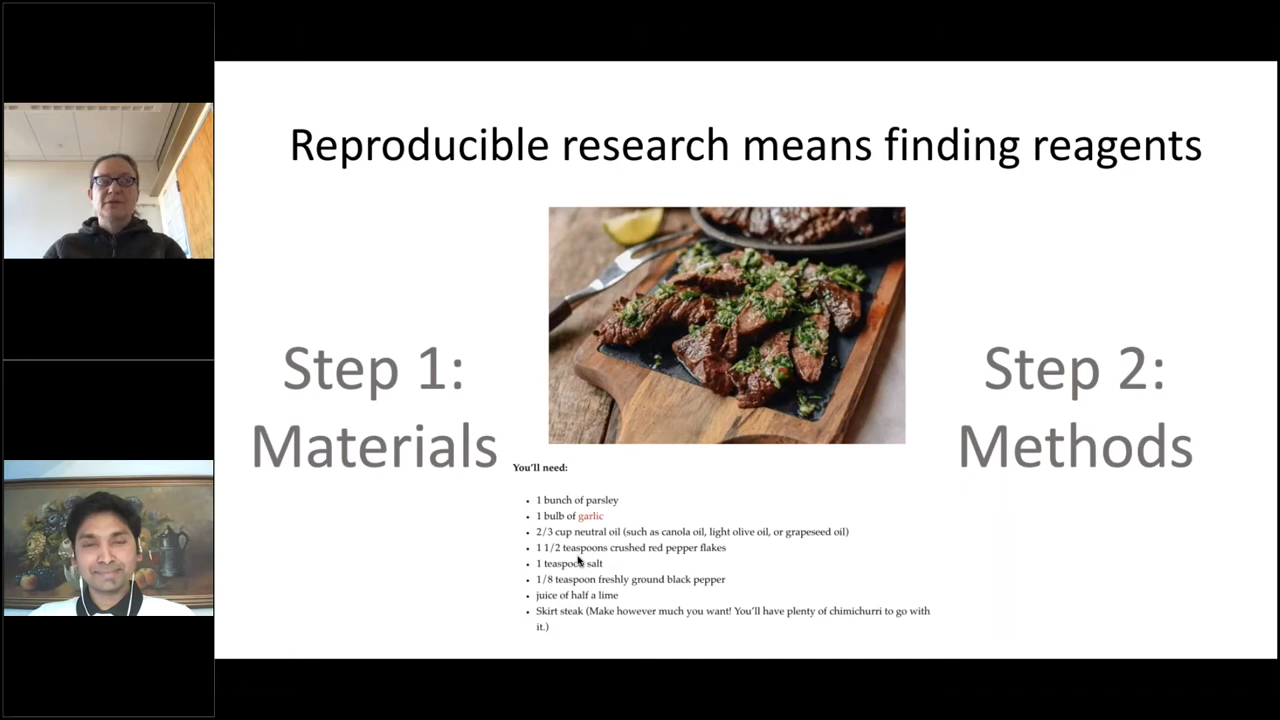 Reproducible research means finding reagents
Step 1:
Materials
Step 2:
Methods
You'll need:
• 1 bunch of parsley
• 1 bulb of garlic
• 2/3 cup neutral oil (such as canola oil, light olive oil, or grapeseed oil)
• 1 1/2 teaspoons crushed red pepper flakes
• 1 teaspoon salt
• 1/8 teaspoon freshly ground black pepper
• juice of half a lime
• Skirt steak (Make however much you want! You'll have plenty of chimichurri to go with
it.)